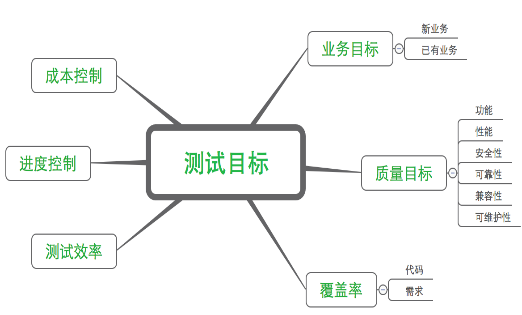 测试目标
业务目标
新业务
已有业务
质量目标
功能
性能
安全性
可靠性
兼容性
可维护性
覆盖率
代码
需求
成本控制
进度控制
测试效率